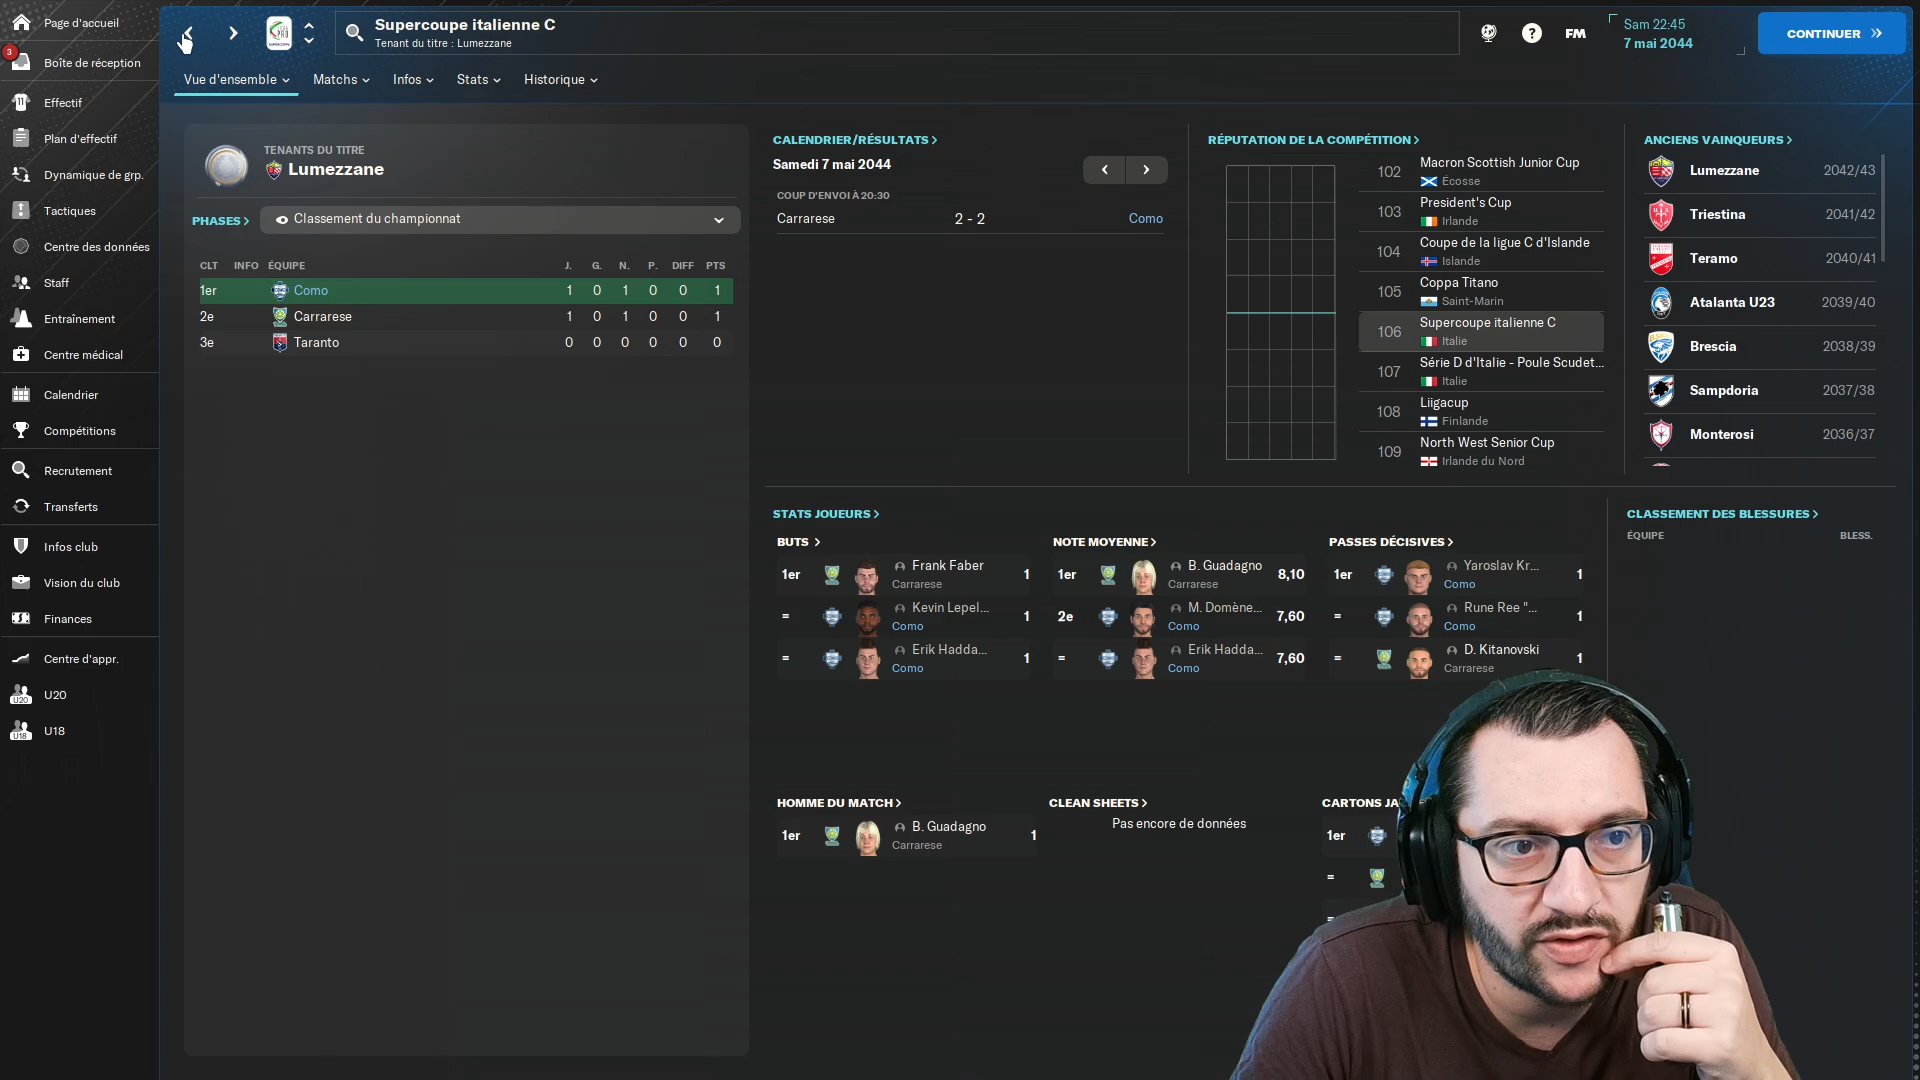 Page d'accueil
3
Boîte de réception
Effectif
Plan d'effectif
Dynamique de grp.
Tactiques
Centre des données
Staff
Entraînement
Centre médical
Calendrier
Compétitions
Recrutement
Transferts
Infos club
Vision du club
Finances
Centre d'appr.
U20
U20
U18
U18
Supercoupe italienne C
Tenant du titre : Lumezzane
FM
Sam 22:45
7 mai 2044
CONTINUER
Vue d'ensemble
Matchs
Infos
Stats
Historique
TENANTS DU TITRE
Lumezzane
PHASES
Classement du championnat
CLT INFO ÉQUIPE J. G. N. P. DIFF PTS
1er Como 1 0 1 0 0 1
2e Carrarese 1 0 1 0 0 1
3e Taranto 0 0 0 0 0 0
CALENDRIER/RÉSULTATS
Samedi 7 mai 2044
COUP D'ENVOI À 20:30
Carrarese 2 - 2 Como
RÉPUTATION DE LA COMPÉTITION
102 Macron Scottish Junior Cup
Écosse
103 President's Cup
Irlande
104 Coupe de la ligue C d'Islande
Islande
105 Coppa Titano
Saint-Marin
106 Supercoupe italienne C
Italie
107 Série D d'Italie - Poule Scudet...
Italie
108 Liigacup
Finlande
109 North West Senior Cup
Irlande du Nord
ANCIENS VAINQUEURS
Lumezzane 2042/43
Triestina 2041/42
Teramo 2040/41
Atalanta U23 2039/40
Brescia 2038/39
Sampdoria 2037/38
Monterosi 2036/37
STATS JOUEURS
BUTS
1er Frank Faber 1
Carrarese
= Kevin Lepel... 1
Como
= Erik Hadda... 1
Como
NOTE MOYENNE
1er B. Guadagno 8,10
Carrarese
2e M. Domène... 7,60
Como
= Erik Hadda... 7,60
Como
PASSES DÉCISIVES
1er Yaroslav Kr... 1
Como
= Rune Ree "... 1
Como
= D. Kitanovski 1
Carrarese
CLASSEMENT DES BLESSURES
ÉQUIPE BLESS.
HOMME DU MATCH
1er B. Guadagno 1
Carrarese
CLEAN SHEETS
Pas encore de données
CARTONS JA
1er
=
=